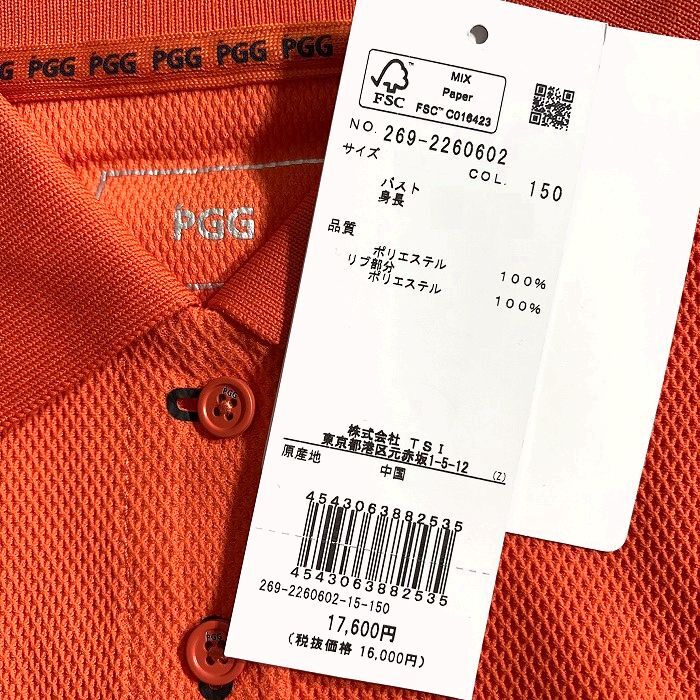 PGG PGG PGG PGG PGG
PGG
PGG
PGG
FSC™
MIX
Paper
FSC™ C016423
NO. 269-2260602
サイズ
COL. 150
バスト
身長
品質
ポリエステル 100%
リブ部分
ポリエステル 100%
株式会社 TSI
東京都港区元赤坂1-5-12
原産地 中国 (Z)
4543063882535
4543063882535
269-2260602-15-150
17,600円
(税抜価格 16,000円)